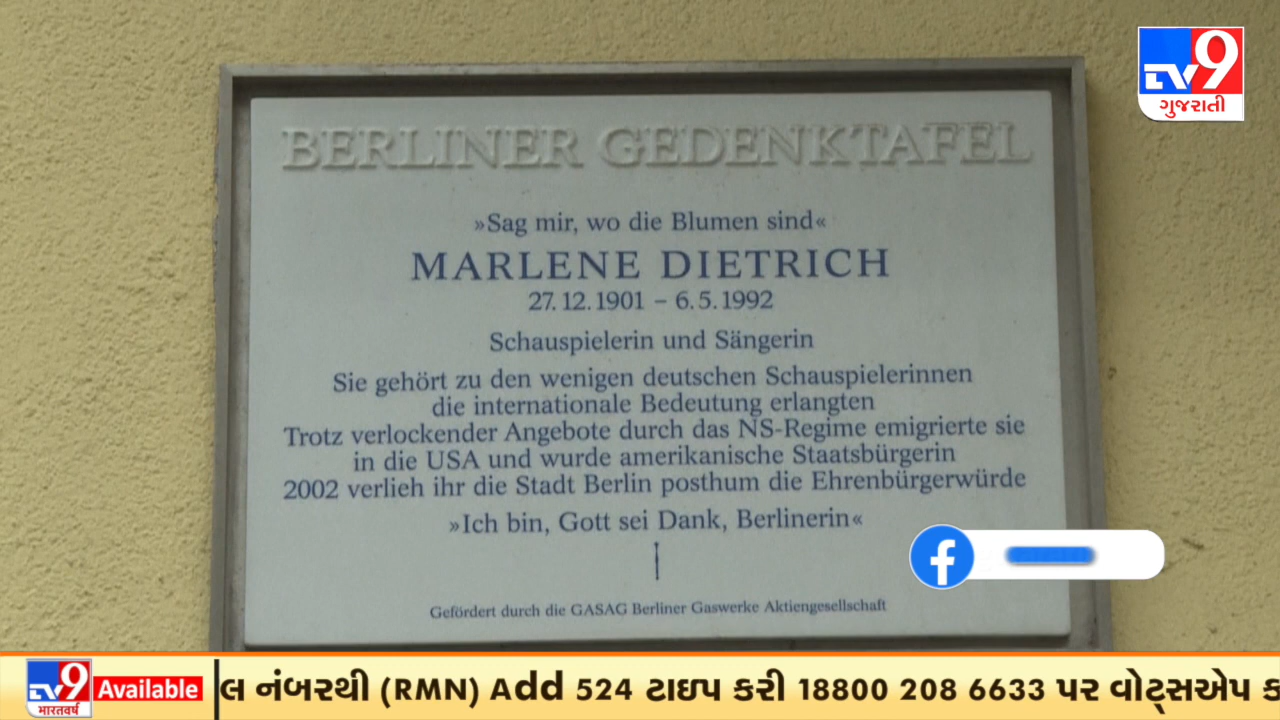 TV9
ગુજરાતી
BERLINER GEDENKTAFEL
»Sag mir, wo die Blumen sind«
MARLENE DIETRICH
27. 12. 1901 – 6. 5. 1992
Schauspielerin und Sängerin
Sie gehört zu den wenigen deutschen Schauspielerinnen
die internationale Bedeutung erlangten
Trotz verlockender Angebote durch das NS-Regime emigrierte sie
in die USA und wurde amerikanische Staatsbürgerin
2002 verlieh ihr die Stadt Berlin posthum die Ehrenbürgerwürde
»Ich bin, Gott sei Dank, Berlinerin«
Gefördert durch die GASAG Berliner Gaswerke Aktiengesellschaft
TV9
भारतवर्ष
Available
લ નંબરથી (RMN) Add 524 ટાઇપ કરી 18800 208 6633 પર વોટ્સએપ ક